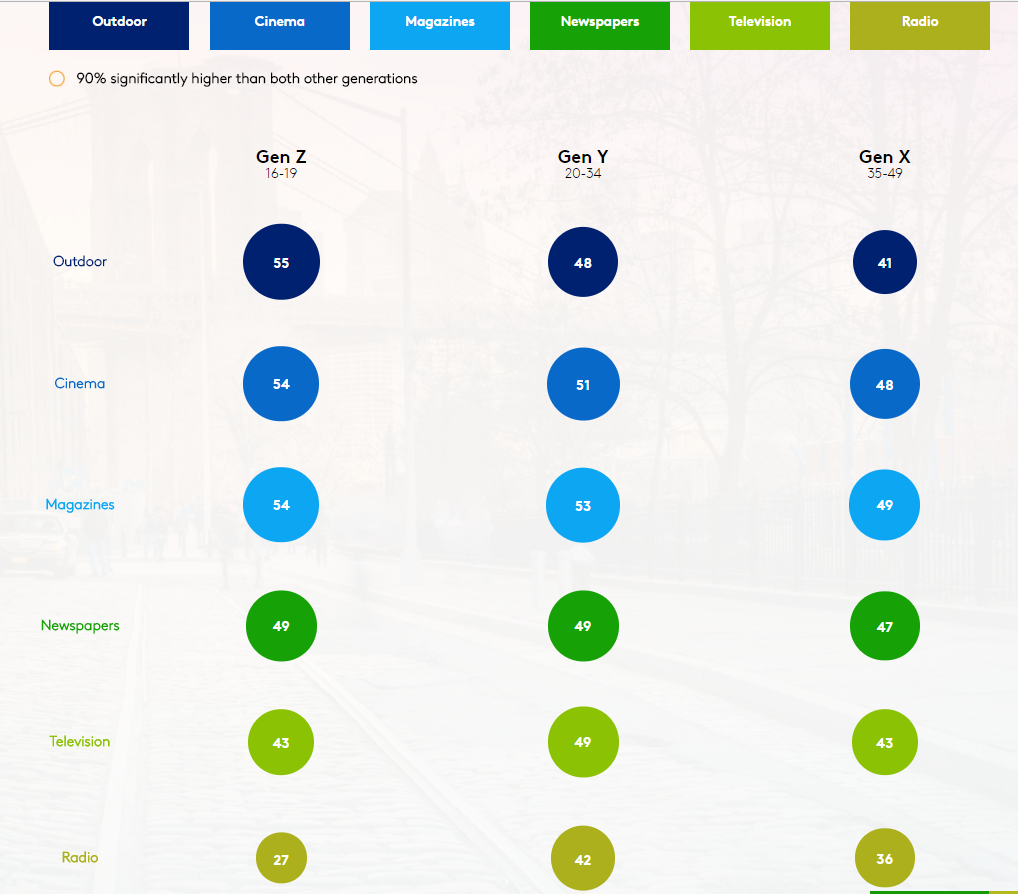 Outdoor Cinema Magazines Newspapers Television Radio
90% significantly higher than both other generations
Gen Z Gen Y Gen X
16-19 20-34 35-49
Outdoor 55 48 41
Cinema 54 51 48
Magazines 54 53 49
Newspapers 49 49 47
Television 43 49 43
Radio 27 42 36